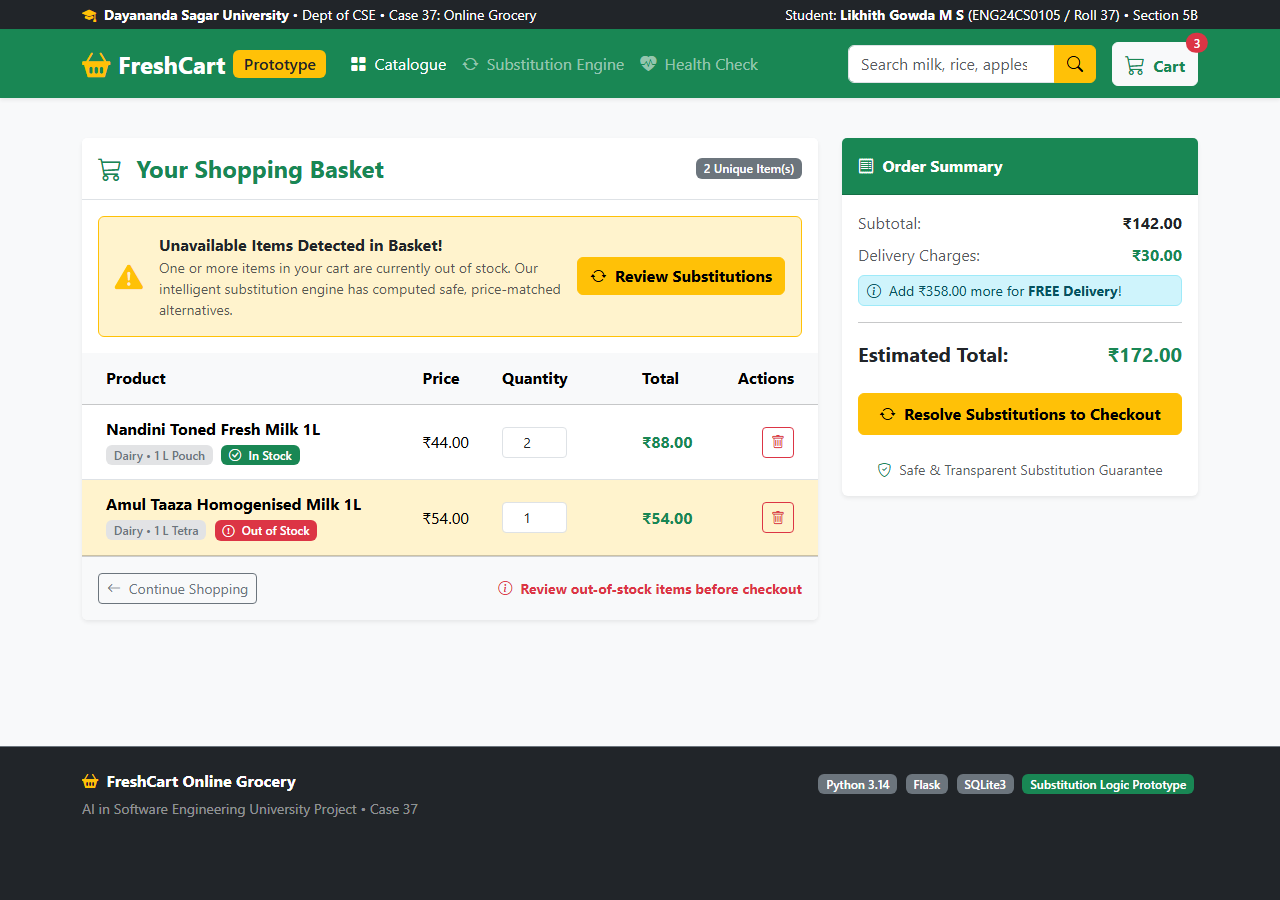 Dayananda Sagar University • Dept of CSE • Case 37: Online Grocery
Student: Likhith Gowda M S (ENG24CS0105 / Roll 37) • Section 5B
FreshCart Prototype Catalogue Substitution Engine Health Check
Search milk, rice, apples
Cart 3
Your Shopping Basket
2 Unique Item(s)
Unavailable Items Detected in Basket!
One or more items in your cart are currently out of stock. Our
intelligent substitution engine has computed safe, price-matched
alternatives.
Review Substitutions
Product Price Quantity Total Actions
Nandini Toned Fresh Milk 1L
Dairy • 1 L Pouch In Stock
₹44.00 2 ₹88.00
Amul Taaza Homogenised Milk 1L
Dairy • 1 L Tetra Out of Stock
₹54.00 1 ₹54.00
Continue Shopping
Review out-of-stock items before checkout
Order Summary
Subtotal: ₹142.00
Delivery Charges: ₹30.00
Add ₹358.00 more for FREE Delivery!
Estimated Total: ₹172.00
Resolve Substitutions to Checkout
Safe & Transparent Substitution Guarantee
FreshCart Online Grocery
AI in Software Engineering University Project • Case 37
Python 3.14 Flask SQLite3 Substitution Logic Prototype